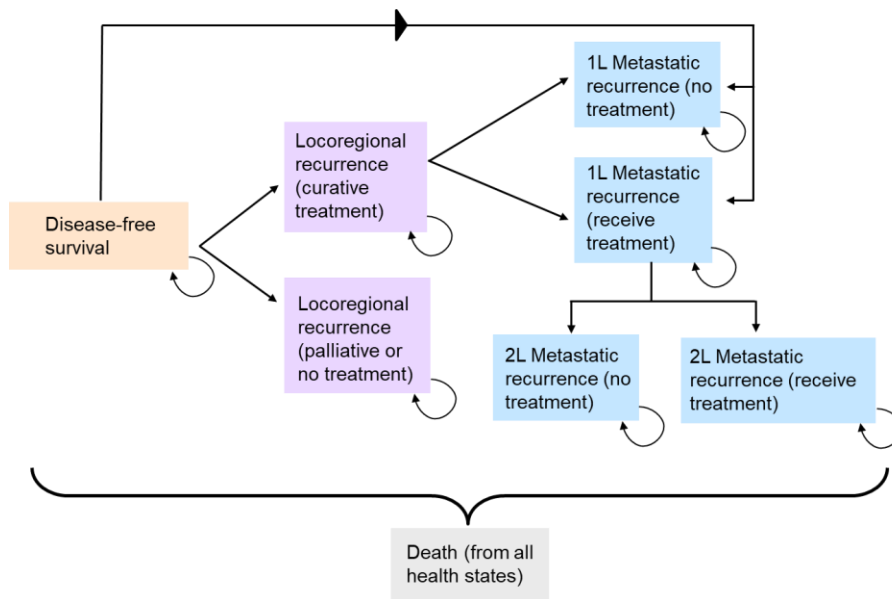 1L Metastatic
recurrence (no
treatment)
Locoregional
recurrence
(curative
treatment)
1L Metastatic
recurrence
(receive
treatment)
Disease-free
survival
Locoregional
recurrence
(palliative or
no treatment)
2L Metastatic
recurrence (no
treatment)
2L Metastatic
recurrence (receive
treatment)
Death (from all
health states)